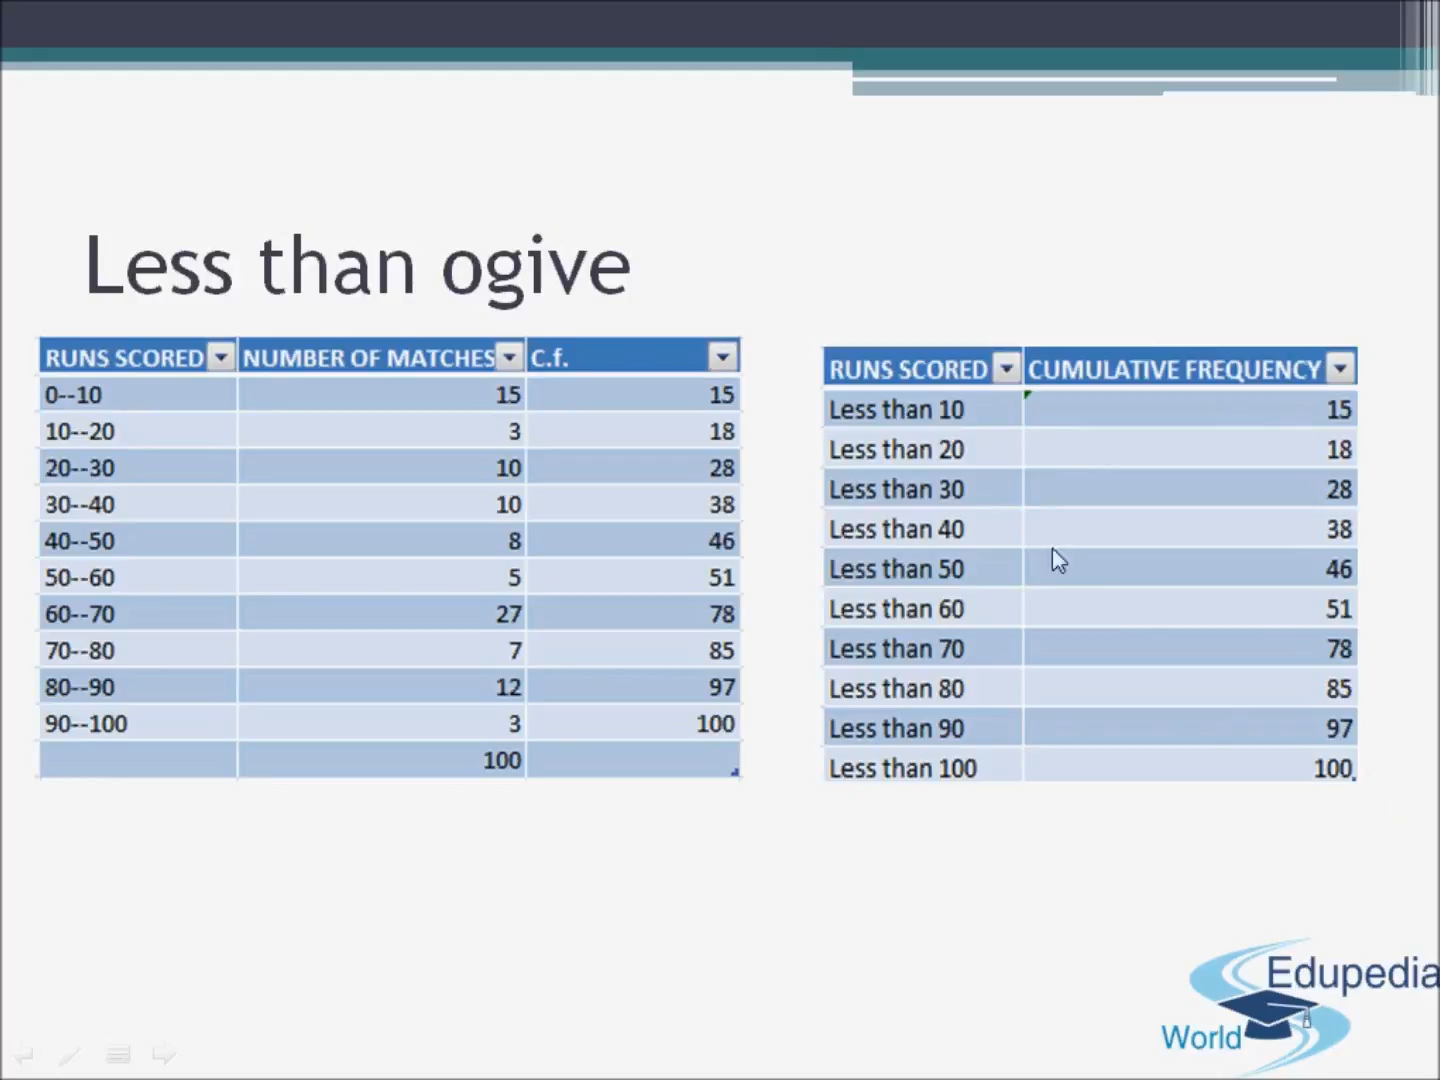 Less than ogive
RUNS SCORED NUMBER OF MATCHES C.f.
0--10 15 15
10--20 3 18
20--30 10 28
30--40 10 38
40--50 8 46
50--60 5 51
60--70 27 78
70--80 7 85
80--90 12 97
90--100 3 100
100
RUNS SCORED CUMULATIVE FREQUENCY
Less than 10 15
Less than 20 18
Less than 30 28
Less than 40 38
Less than 50 46
Less than 60 51
Less than 70 78
Less than 80 85
Less than 90 97
Less than 100 100
Edupedia
World